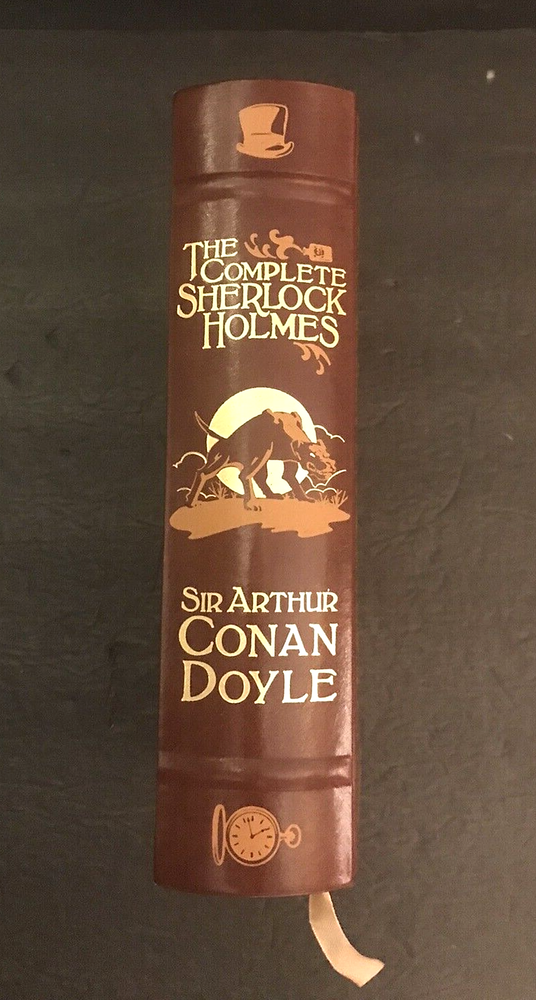 THE
COMPLETE
SHERLOCK
HOLMES
SIR ARTHUR
CONAN
DOYLE